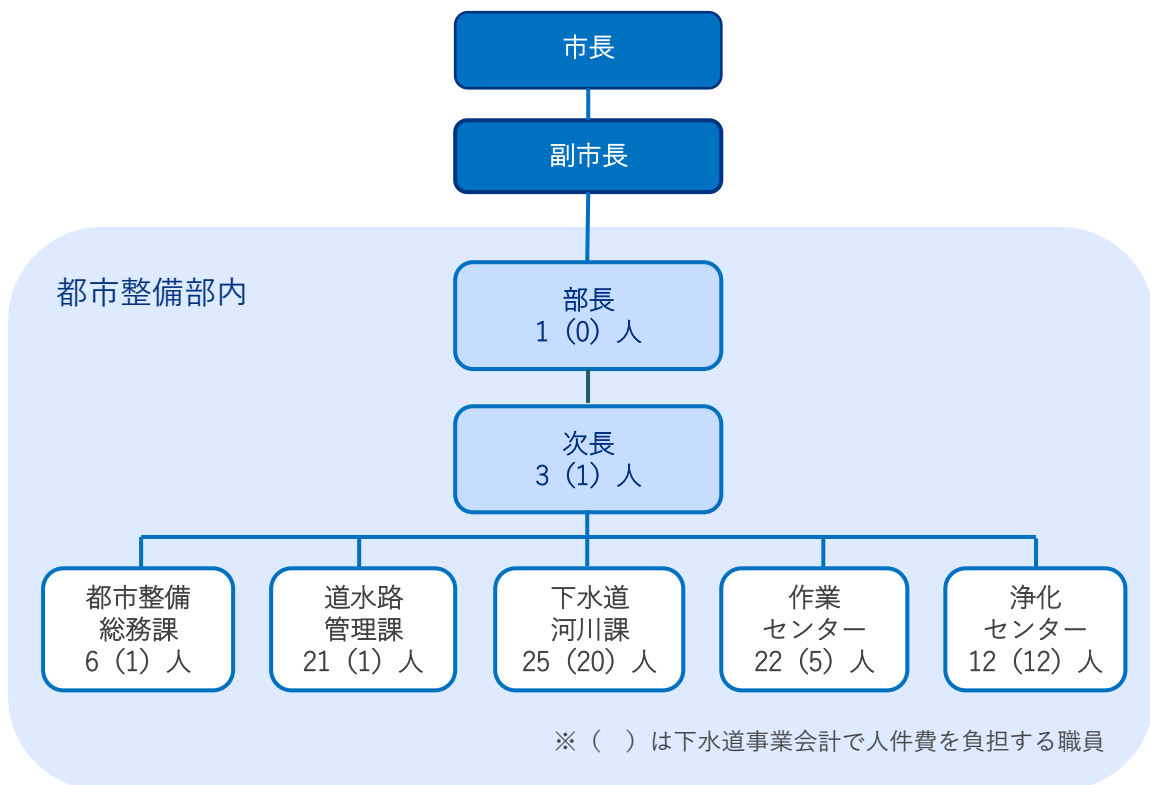 市長
副市長
都市整備部内
部長
1（0）人
次長
3（1）人
都市整備
総務課
6（1）人
道水路
管理課
21（1）人
下水道
河川課
25（20）人
作業
センター
22（5）人
浄化
センター
12（12）人
※（　）は下水道事業会計で人件費を負担する職員